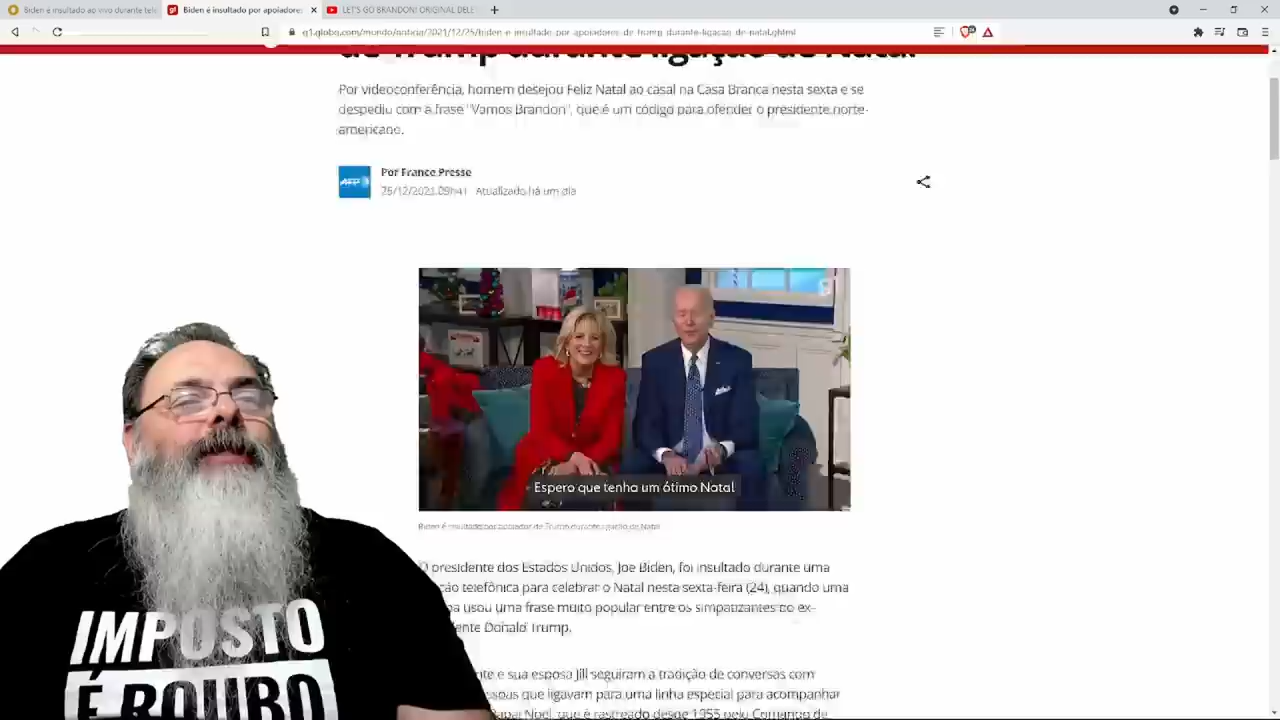 Biden é insultado ao vivo durante tele
Biden é insultado por apoiadores
LET'S GO BRANDON! ORIGINAL DELE
g1.globo.com/mundo/noticia/2021/12/25/biden-e-insultado-por-apoiadores-de-trump-durante-ligacao-de-natal.ghtml
de Trump durante ligação de Natal
Por videoconferência, homem desejou Feliz Natal ao casal na Casa Branca nesta sexta e se
despediu com a frase "Vamos Brandon", que é um código para ofender o presidente norte-
americano.
Por France Presse
25/12/2021 09h41 Atualizado há um dia
AFP
Espero que tenha um ótimo Natal
Biden é insultado por apoiador de Trump durante ligação de Natal
O presidente dos Estados Unidos, Joe Biden, foi insultado durante uma
ção telefônica para celebrar o Natal nesta sexta-feira (24), quando uma
usou uma frase muito popular entre os simpatizantes do ex-
ente Donald Trump.
nte e sua esposa Jill seguiram a tradição de conversas com
que ligavam para uma linha especial para acompanhar
Papai Noel, que é rastreado desde 1955 pelo Comando de
IMPOSTO
É ROUBO